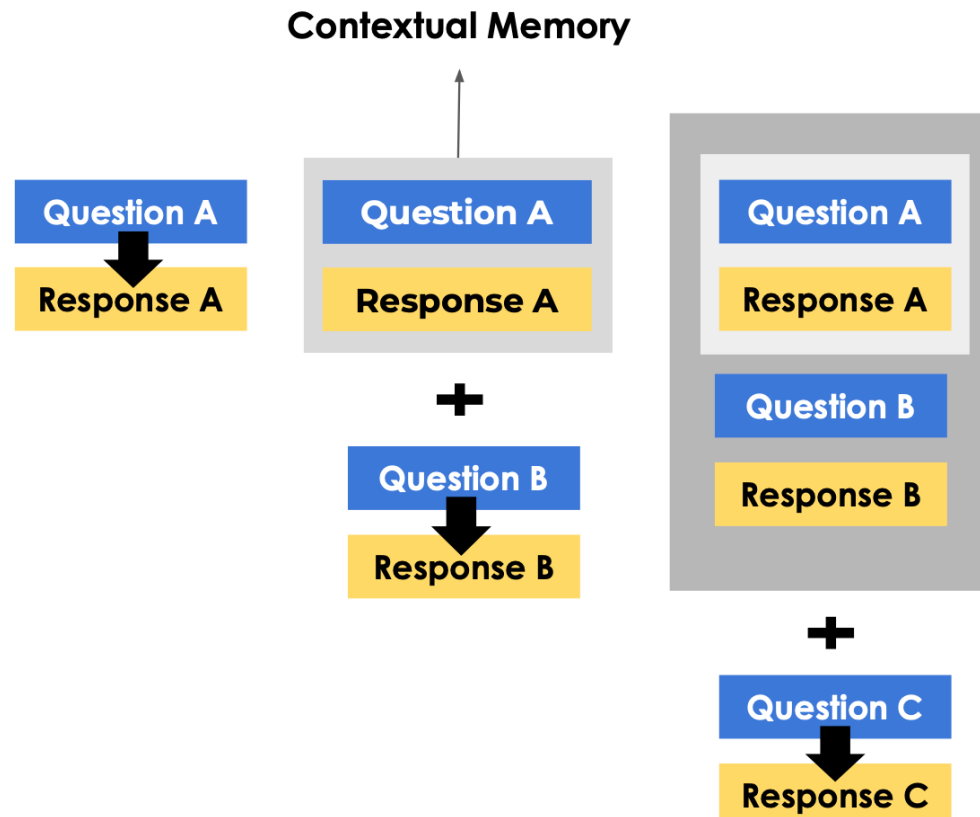 Contextual Memory
Question A
Response A
Question A
Response A
Question B
Response B
Question A
Response A
Question B
Response B
Question C
Response C